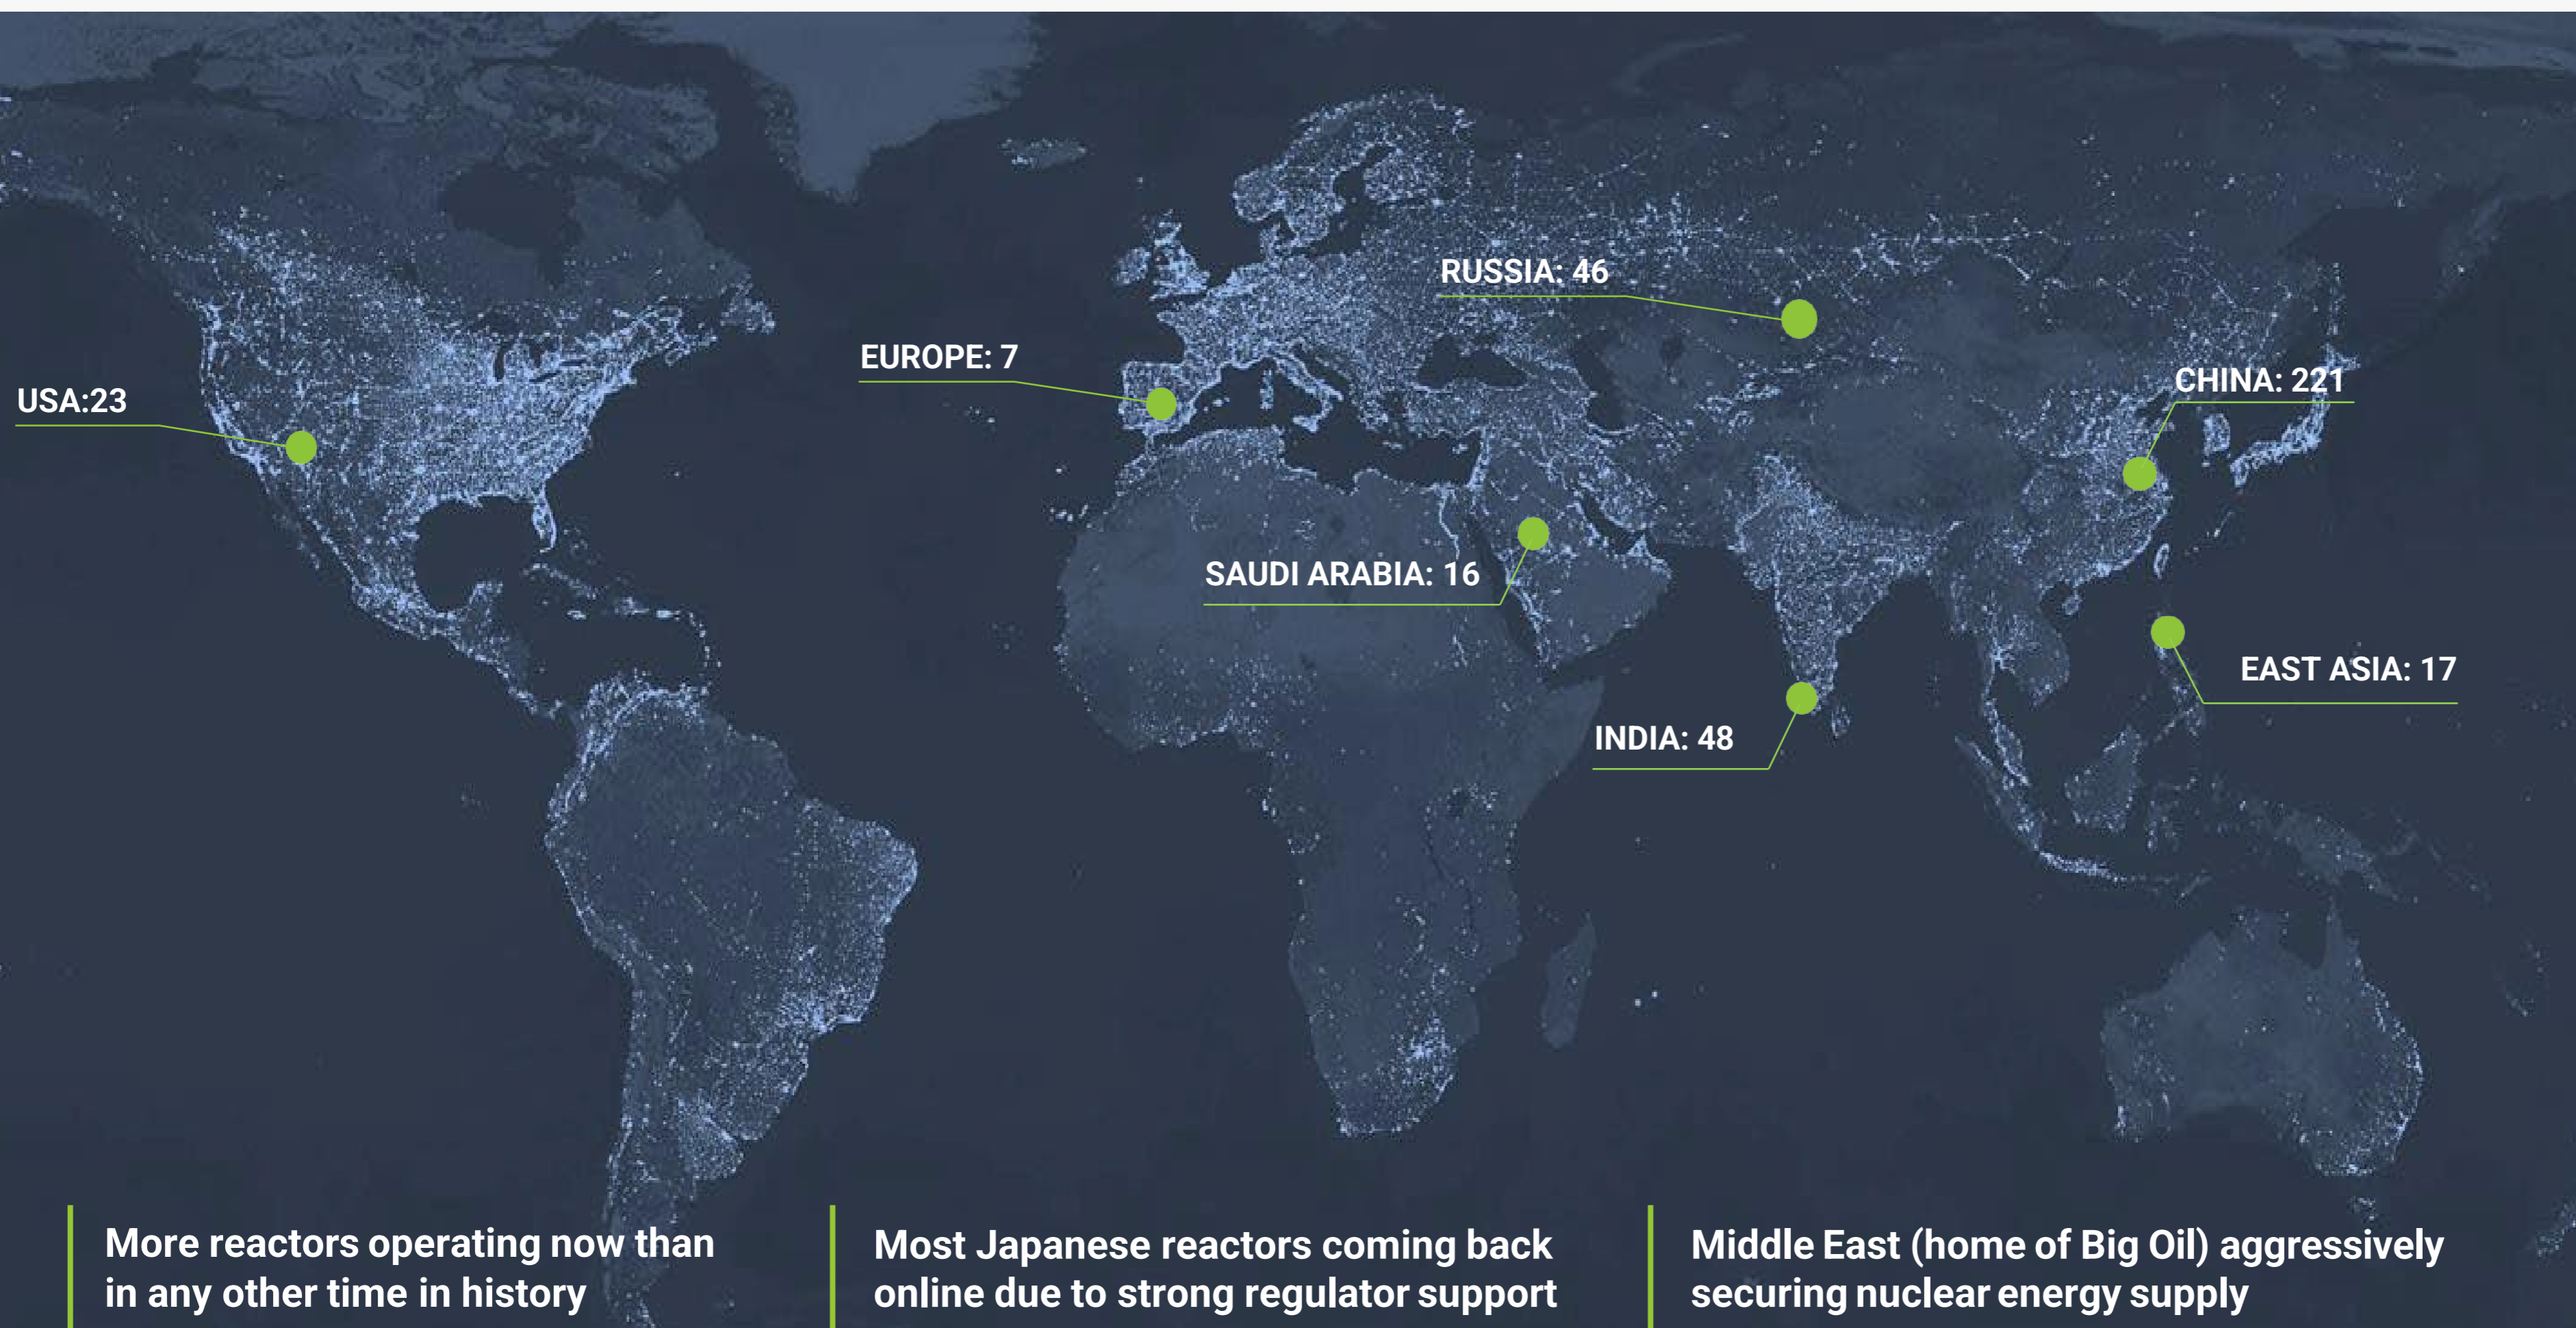 RUSSIA: 46
EUROPE: 7
CHINA: 221
USA:23
SAUDI ARABIA: 16
EAST ASIA: 17
INDIA: 48
More reactors operating now than
in any other time in history
Most Japanese reactors coming back
online due to strong regulator support
Middle East (home of Big Oil) aggressively
securing nuclear energy supply